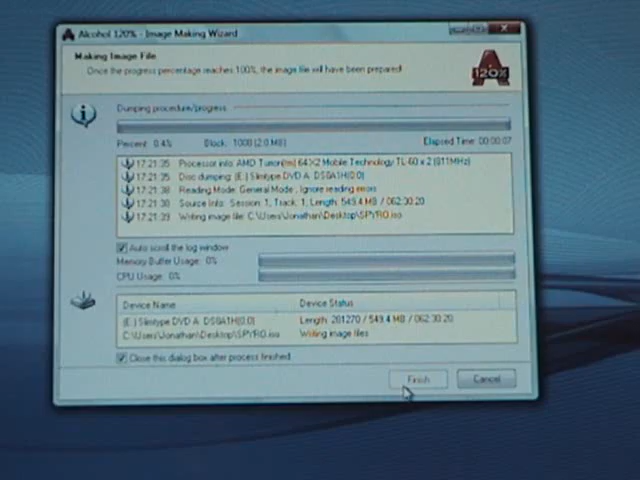 Alcohol 120% - Image Making Wizard
Making Image File
Once the progress percentage reaches 100%, the image file will have been prepared!
120%
Dumping procedure/progress
Percent: 0.4% Block: 1000 (2.0 MB) Elapsed Time: 00:00:07
17:21:35 Processor info: AMD Turion(tm) 64 X2 Mobile Technology TL-60 x 2 (811MHz)
17:21:35 Disc dumping: (E:) Slimtype DVD A DS8A1H(0:0)
17:21:38 Reading Mode: General Mode , Ignore reading errors
17:21:38 Source Info: Session: 1, Track: 1, Length: 549.4 MB / 062:30:20
17:21:39 Writing image file: C:\Users\Jonathan\Desktop\SPYRO.iso
Auto scroll the log window
Memory Buffer Usage: 0%
CPU Usage: 0%
Device Name Device Status
(E:) Slimtype DVD A DS8A1H(0:0) Length: 281270 / 549.4 MB / 062:30:20
C:\Users\Jonathan\Desktop\SPYRO.iso Writing image files
Close this dialog box after process finished
Finish Cancel